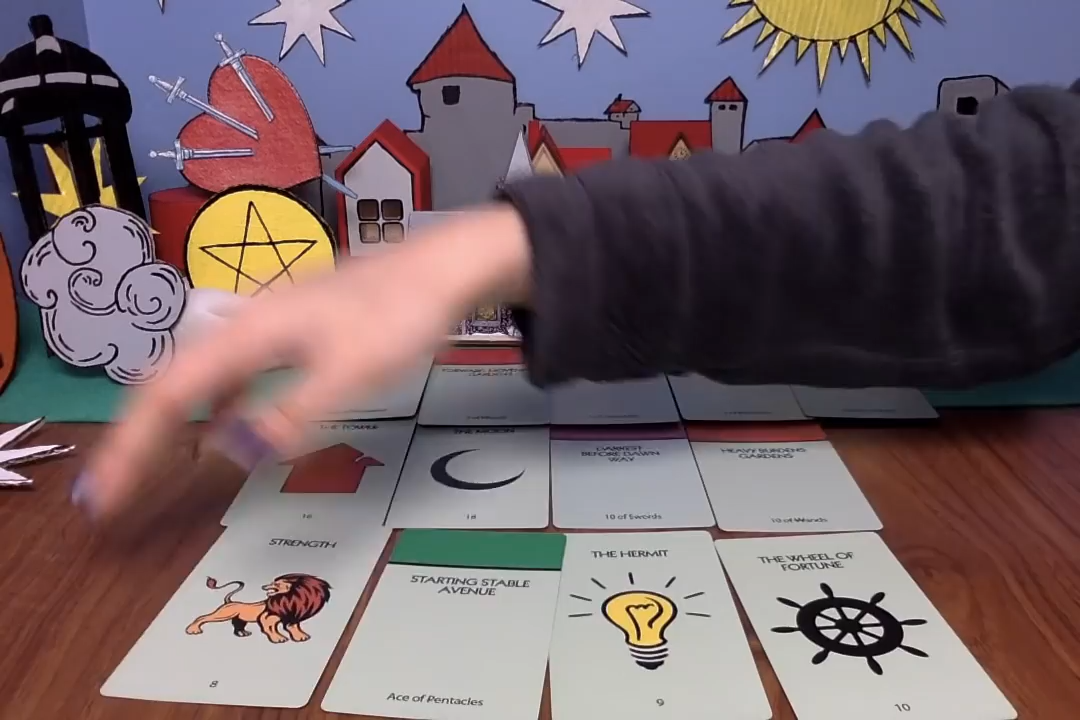 THE TOWER
16
THE MOON
18
DARKEST
BEFORE DAWN
WAY
10 of Swords
HEAVY BURDENS
GARDENS
10 of Wands
STRENGTH
8
STARTING STABLE
AVENUE
Ace of Pentacles
THE HERMIT
9
THE WHEEL OF
FORTUNE
10